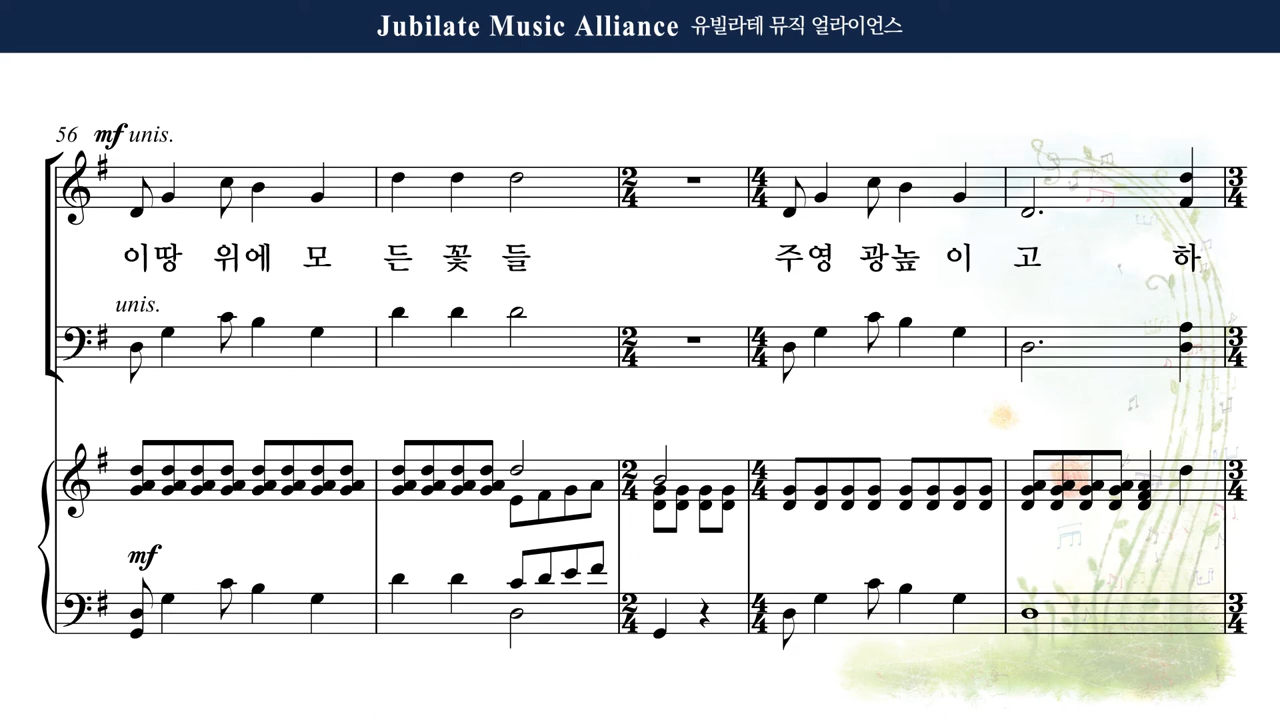 Jubilate Music Alliance 유빌라테 뮤직 얼라이언스
56 mf unis.
이땅 위에 모 든 꽃 들 주영 광높 이 고 하
unis.
mf